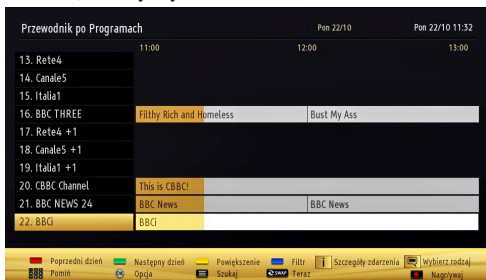 Przewodnik po Programach Pon 22/10 Pon 22/10 11:32
11:00 12:00 13:00
13. Rete4
14. Canale5
15. Italia1
16. BBC THREE Filthy Rich and Homeless Bust My Ass
17. Rete4 +1
18. Canale5 +1
19. Italia1 +1
20. CBBC Channel This is CBBC!
21. BBC NEWS 24 BBC News BBC News
22. BBCi BBCi
Poprzedni dzień Następny dzień Powiększenie Filtr i Szczegóły zdarzenia Wybierz rodzaj
Pomiń OK Opcja Szukaj SWAP Teraz Nagrywaj